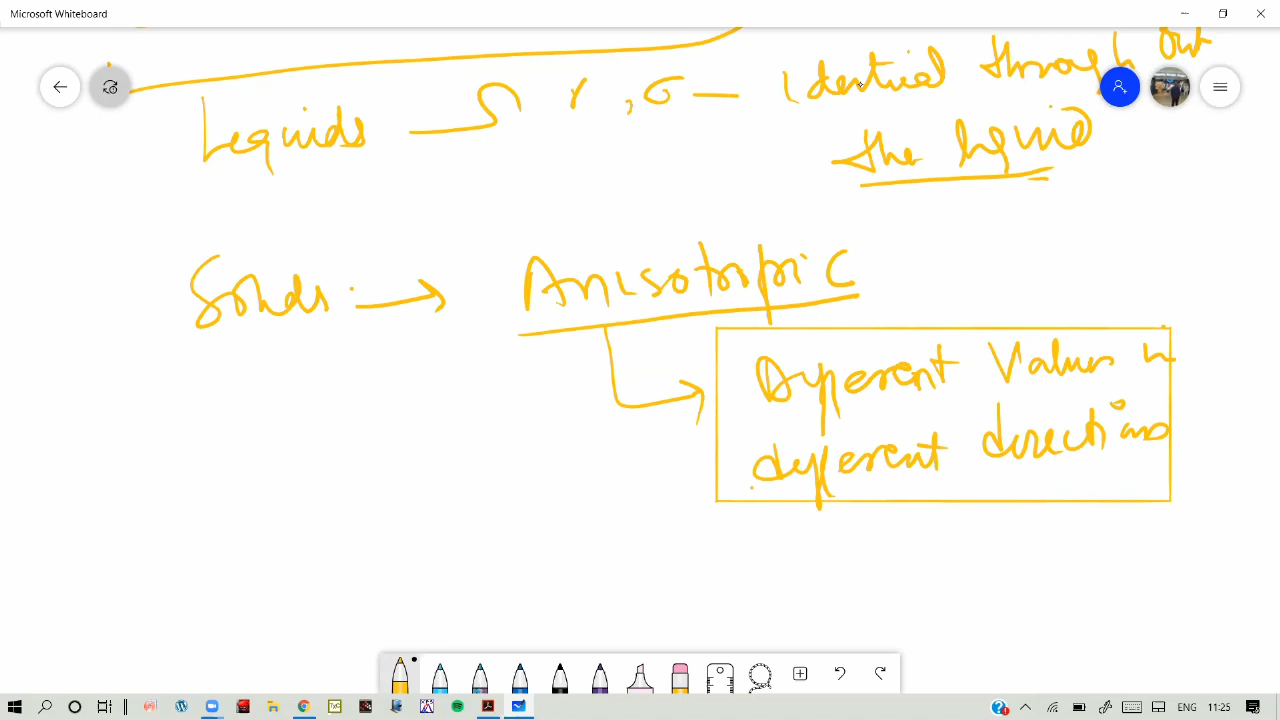 Microsoft Whiteboard
Liquids — r, σ — Identical through out
the liquid
Solids → Anisotropic
Different Values in
different directions
ENG 11:25